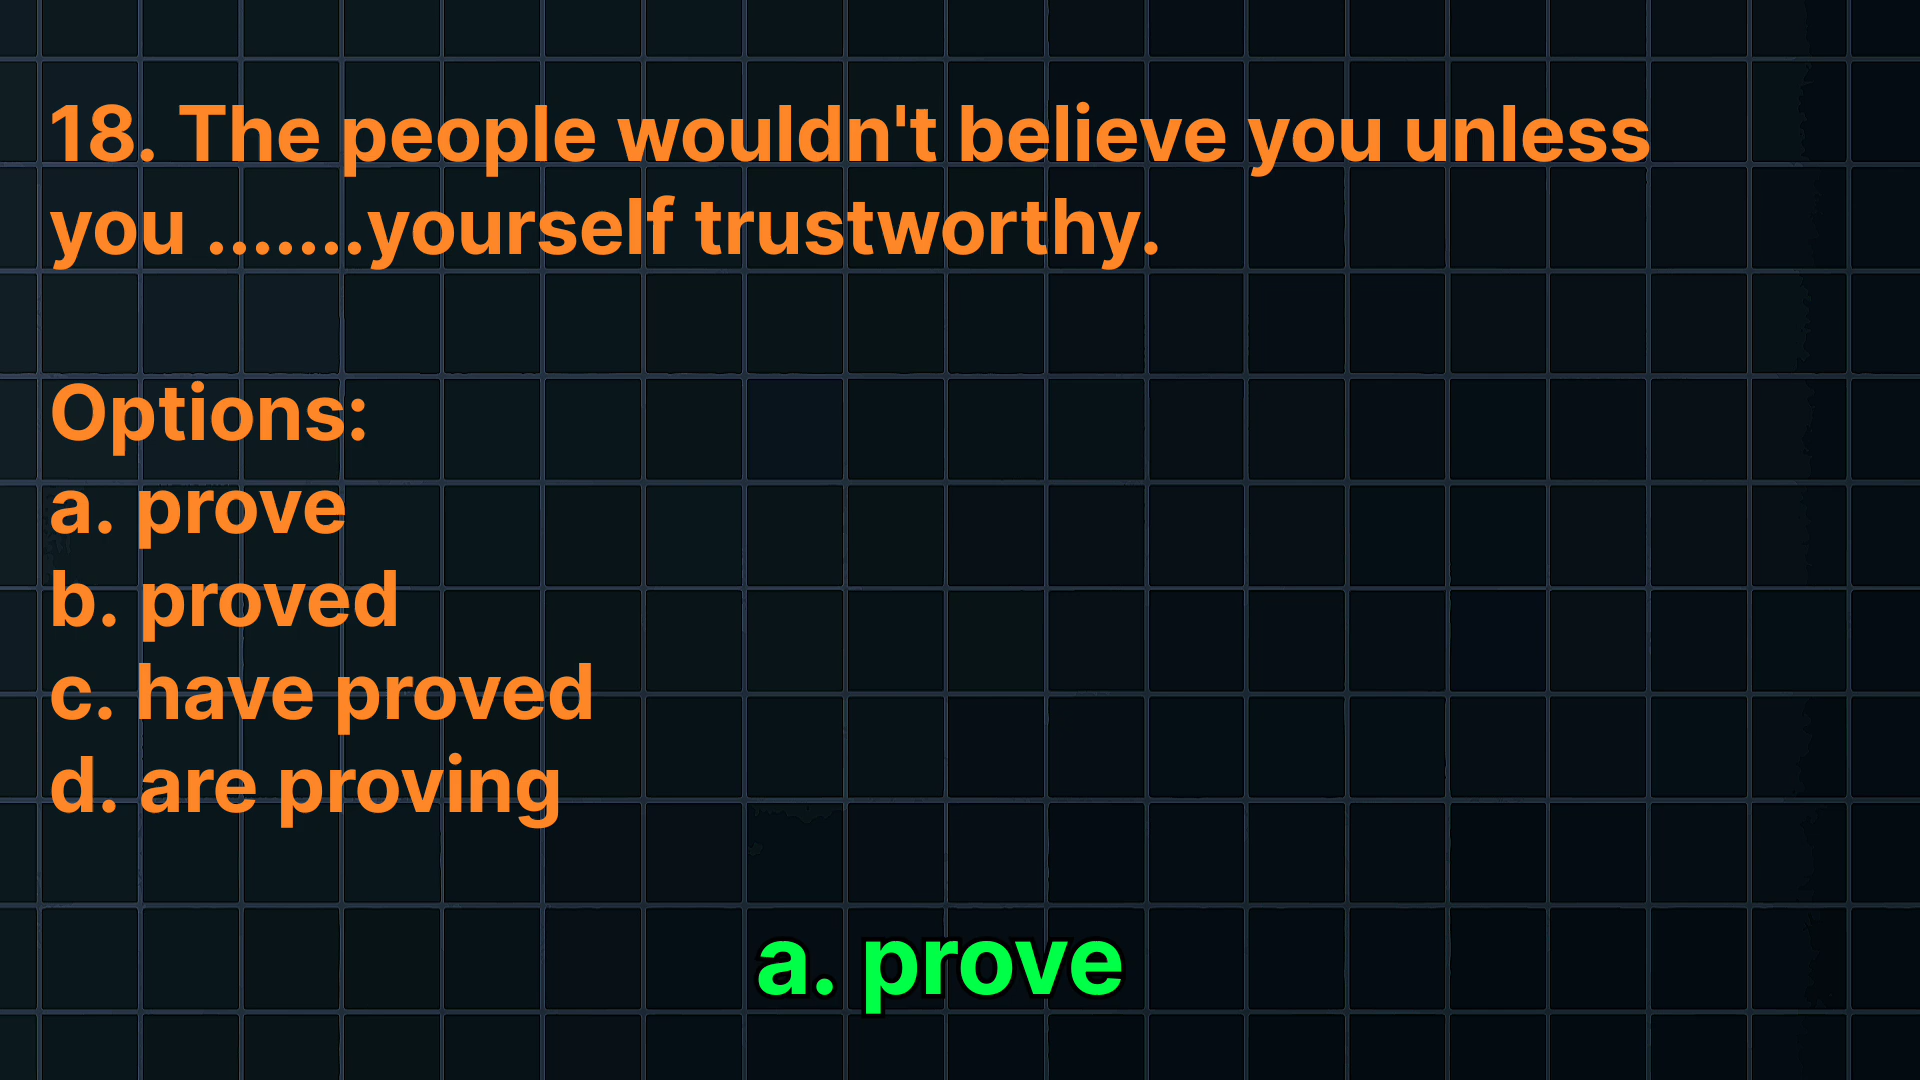 18. The people wouldn't believe you unless
you .......yourself trustworthy.
Options:
a. prove
b. proved
c. have proved
d. are proving
a. prove